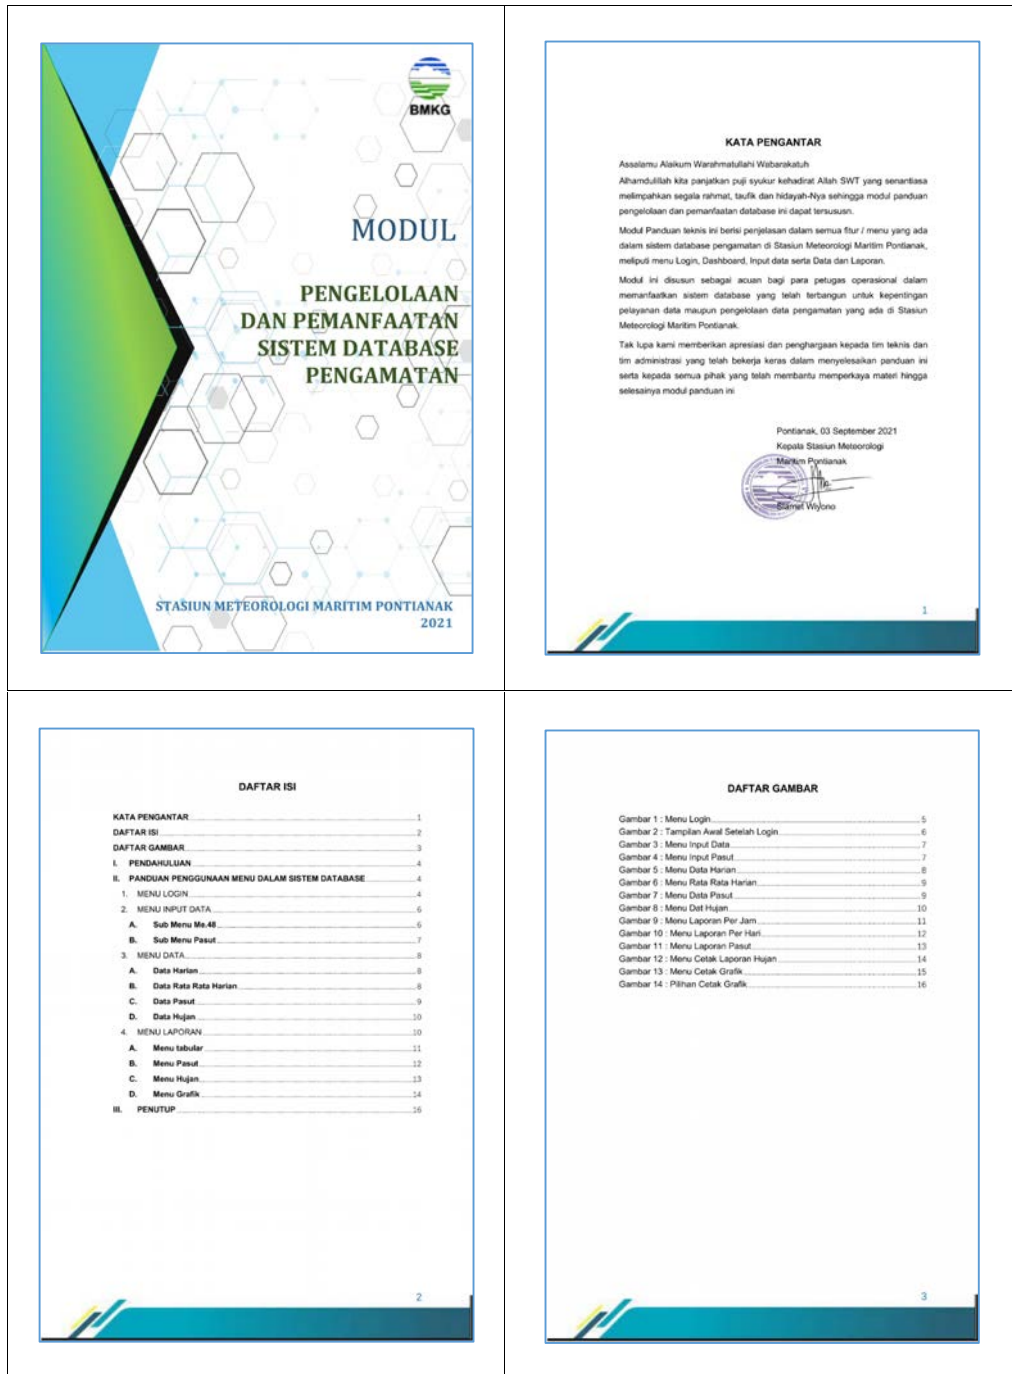 BMKG
MODUL
PENGELOLAAN
DAN PEMANFAATAN
SISTEM DATABASE
PENGAMATAN
STASIUN METEOROLOGI MARITIM PONTIANAK
2021
KATA PENGANTAR
Assalamu Alaikum Warahmatullahi Wabarakatuh
Alhamdulillah kita panjatkan puji syukur kehadirat Allah SWT yang senantiasa
melimpahkan segala rahmat, taufik dan hidayah-Nya sehingga modul panduan
pengelolaan dan pemanfaatan database ini dapat tersususn.
Modul Panduan teknis ini berisi penjelasan dalam semua fitur / menu yang ada
dalam sistem database pengamatan di Stasiun Meteorologi Maritim Pontianak,
meliputi menu Login, Dashboard, Input data serta Data dan Laporan.
Modul ini disusun sebagai acuan bagi para petugas operasional dalam
memanfaatkan sistem database yang telah terbangun untuk kepentingan
pelayanan data maupun pengelolaan data pengamatan yang ada di Stasiun
Meteorologi Maritim Pontianak.
Tak lupa kami memberikan apresiasi dan penghargaan kepada tim teknis dan
tim administrasi yang telah bekerja keras dalam menyelesaikan panduan ini
serta kepada semua pihak yang telah membantu memperkaya materi hingga
selesainya modul panduan ini
Pontianak, 03 September 2021
Kepala Stasiun Meteorologi
Maritim Pontianak
Slamet Wiyono
1
DAFTAR ISI
KATA PENGANTAR 1
DAFTAR ISI 2
DAFTAR GAMBAR 3
I. PENDAHULUAN 4
II. PANDUAN PENGGUNAAN MENU DALAM SISTEM DATABASE 4
1. MENU LOGIN 4
2. MENU INPUT DATA 6
A. Sub Menu Me.48 6
B. Sub Menu Pasut 7
3. MENU DATA 8
A. Data Harian 8
B. Data Rata Rata Harian 8
C. Data Pasut 9
D. Data Hujan 10
4. MENU LAPORAN 10
A. Menu tabular 11
B. Menu Pasut 12
C. Menu Hujan 13
D. Menu Grafik 14
III. PENUTUP 16
2
DAFTAR GAMBAR
Gambar 1 : Menu Login 5
Gambar 2 : Tampilan Awal Setelah Login 6
Gambar 3 : Menu Input Data 7
Gambar 4 : Menu Input Pasut 7
Gambar 5 : Menu Data Harian 8
Gambar 6 : Menu Rata Rata Harian 9
Gambar 7 : Menu Data Pasut 9
Gambar 8 : Menu Dat Hujan 10
Gambar 9 : Menu Laporan Per Jam 11
Gambar 10 : Menu Laporan Per Hari 12
Gambar 11 : Menu Laporan Pasut 13
Gambar 12 : Menu Cetak Laporan Hujan 14
Gambar 13 : Menu Cetak Grafik 15
Gambar 14 : Pilihan Cetak Grafik 16
3